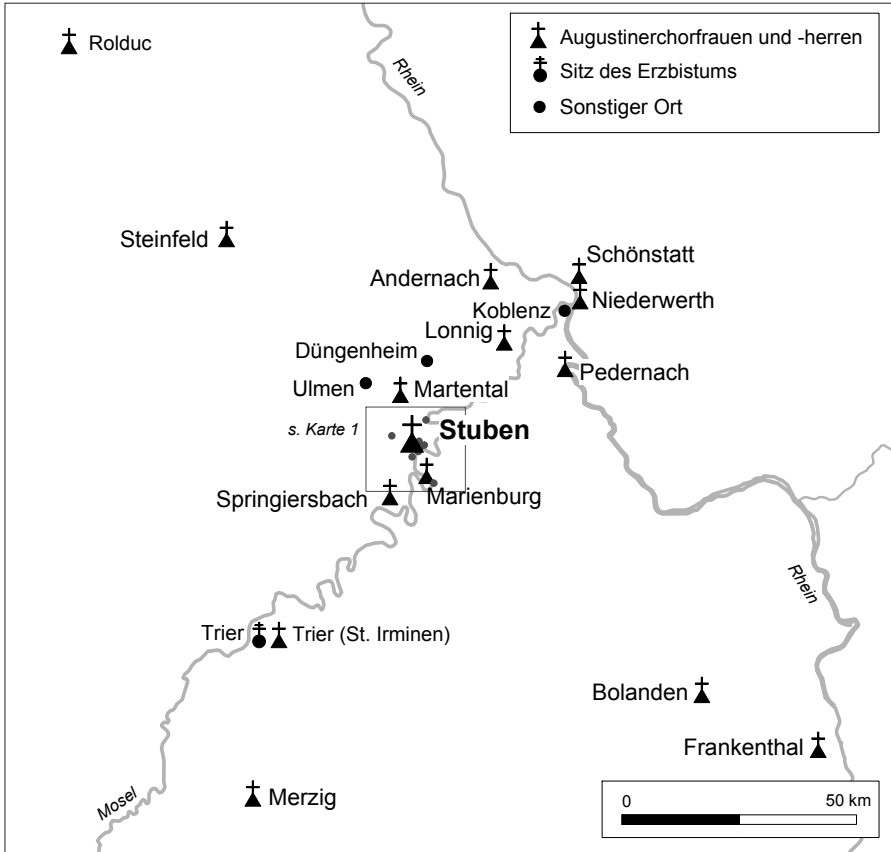 Rolduc
Rhein
Augustinerchorfrauen und -herren
Sitz des Erzbistums
Sonstiger Ort
Steinfeld
Schönstatt
Andernach
Niederwerth
Koblenz
Lonnig
Düngenheim
Pedernach
Ulmen
Martental
s. Karte 1
Stuben
Springiersbach
Marienburg
Rhein
Trier
Trier (St. Irminen)
Bolanden
Frankenthal
Mosel
Merzig
0 50 km